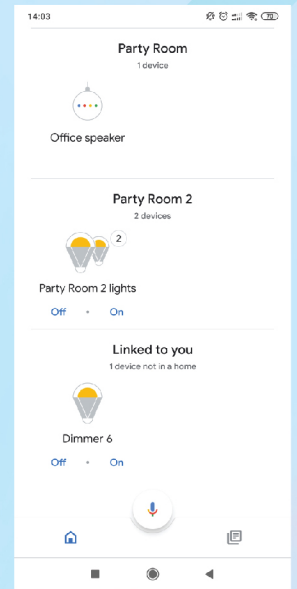 14:03
70
Party Room
1 device
Office speaker
Party Room 2
2 devices
2
Party Room 2 lights
Off • On
Linked to you
1 device not in a home
Dimmer 6
Off • On